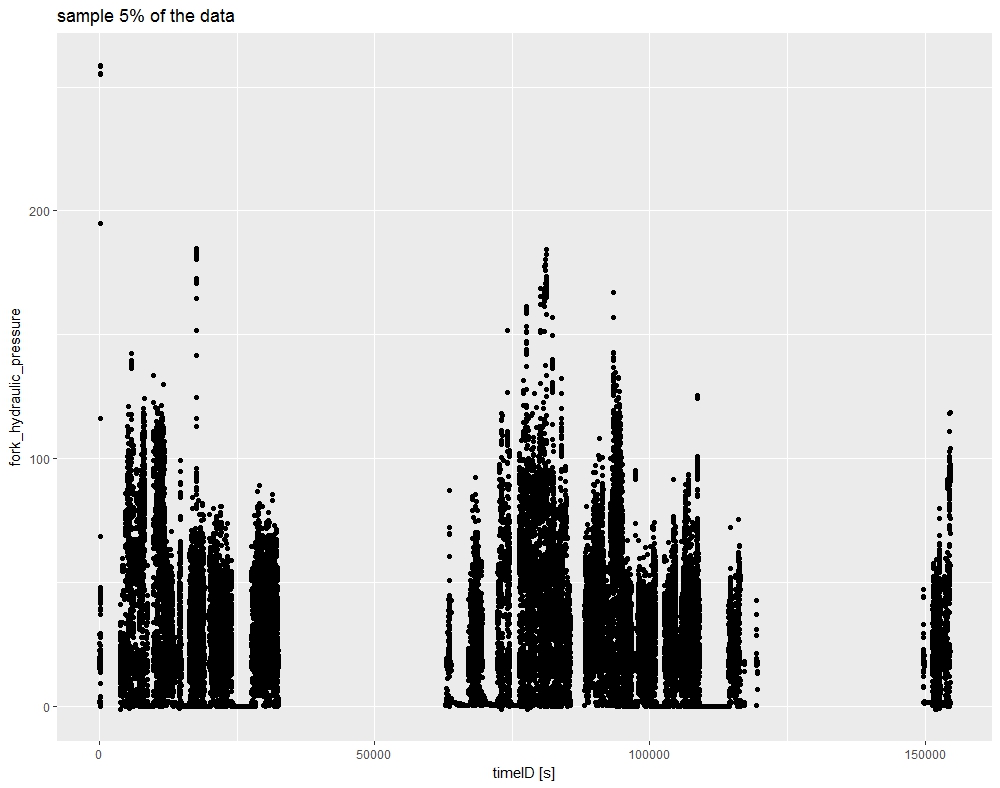 sample 5% of the data
fork_hydraulic_pressure
200
100
0
0
50000
100000
150000
timeID [s]